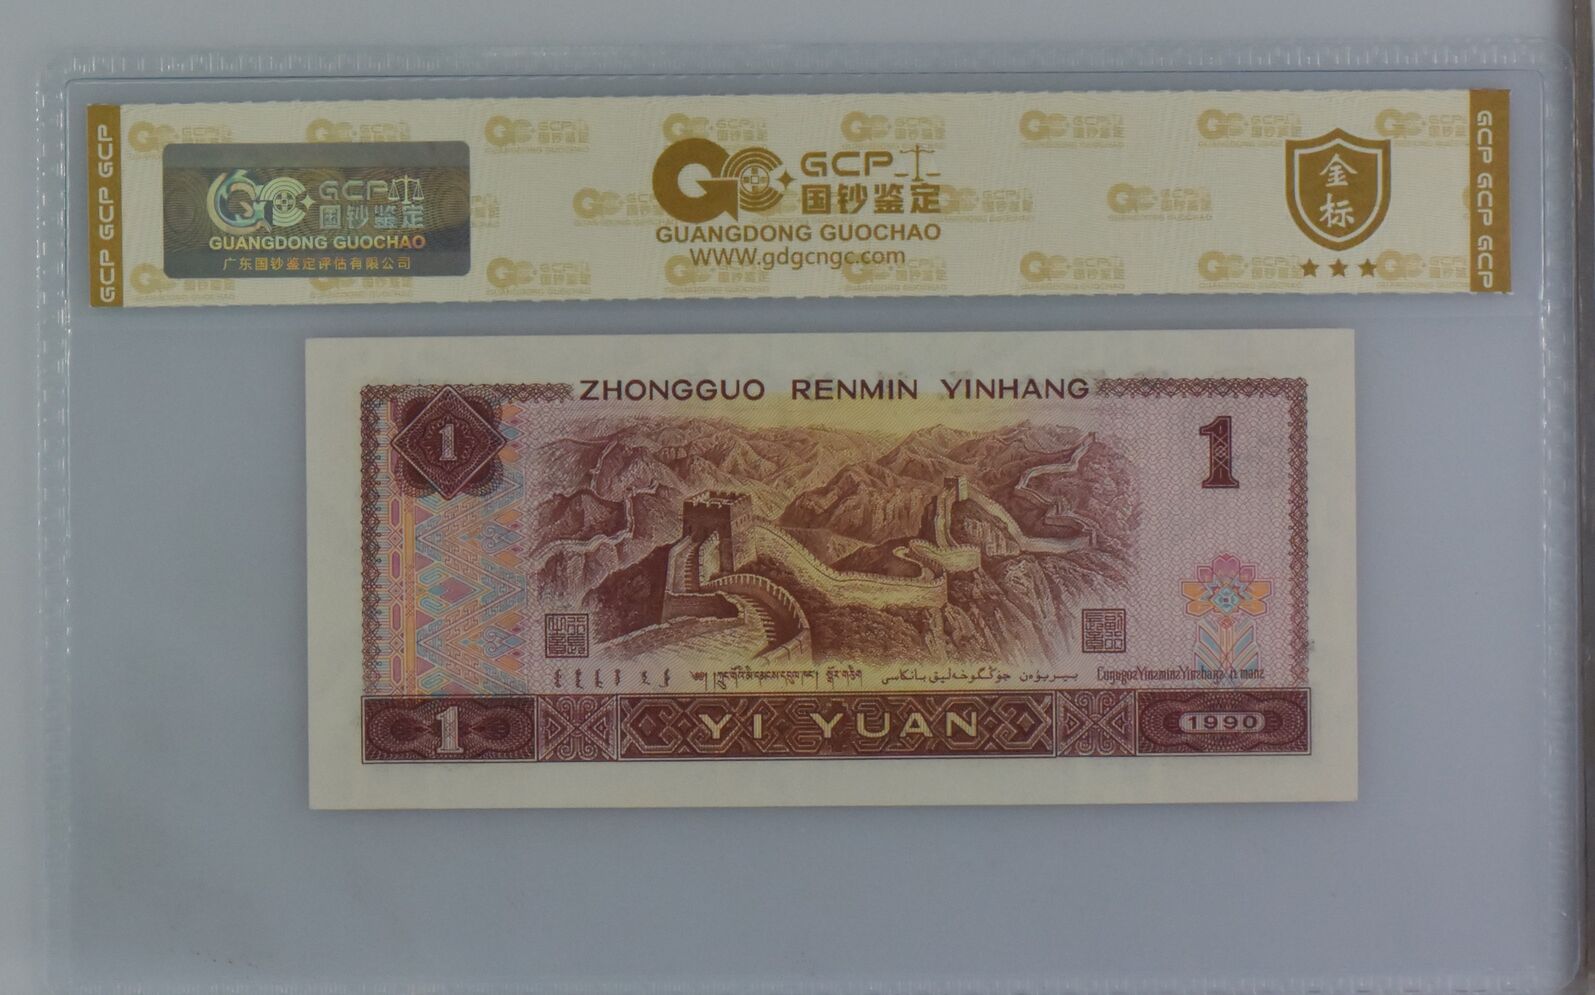 GCP
国钞鉴定
GUANGDONG GUOCHAO
广东国钞鉴定评估有限公司
GCP
国钞鉴定
GUANGDONG GUOCHAO
WWW.gdgcngc.com
金
标
GCP GCP GCP
GCP GCP GCP
ZHONGGUO RENMIN YINHANG
1
1
YI YUAN
1
1990